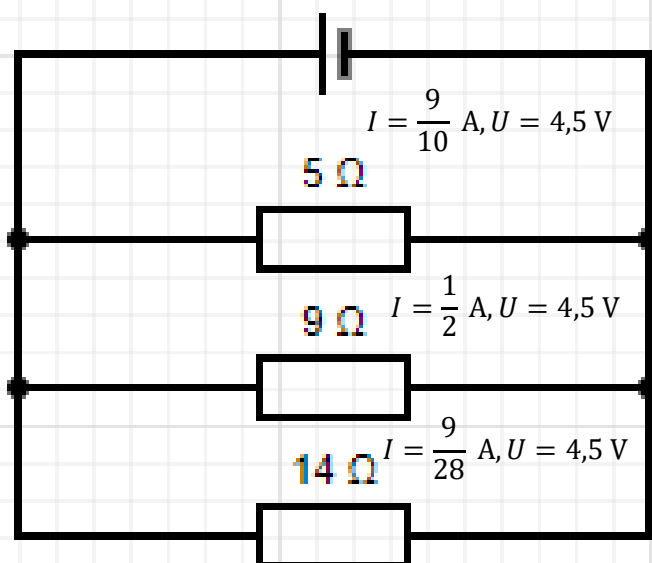 I = 9/10 A, U = 4,5 V
5 Ω
I = 1/2 A, U = 4,5 V
9 Ω
I = 9/28 A, U = 4,5 V
14 Ω